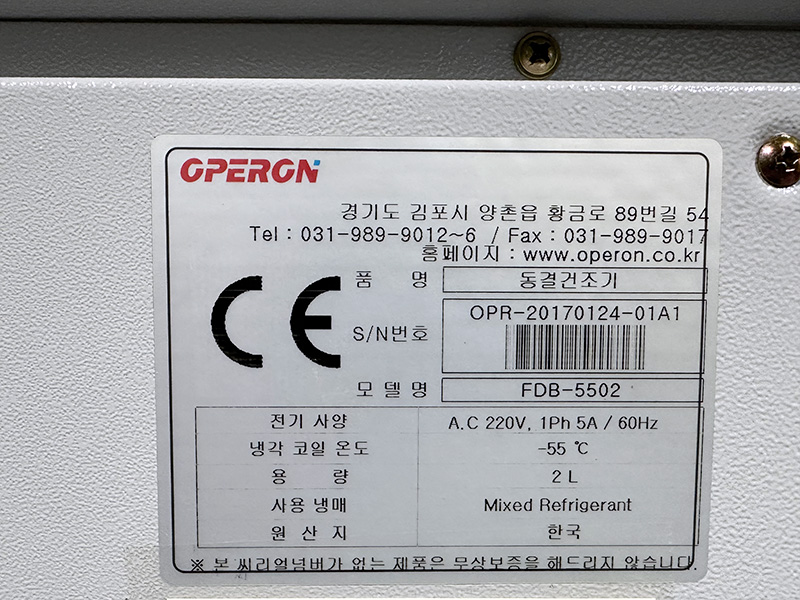 OPERON
경기도 김포시 양촌읍 황금로 89번길 54
Tel : 031-989-9012~6 / Fax : 031-989-9017
홈페이지 : www.operon.co.kr
CE
품 명 동결건조기
S/N번호 OPR-20170124-01A1
모델명 FDB-5502
전기 사양 A.C 220V, 1Ph 5A / 60Hz
냉각 코일 온도 -55 ℃
용 량 2 L
사용 냉매 Mixed Refrigerant
원 산 지 한국
※ 본 씨리얼넘버가 없는 제품은 무상보증을 해드리지 않습니다.